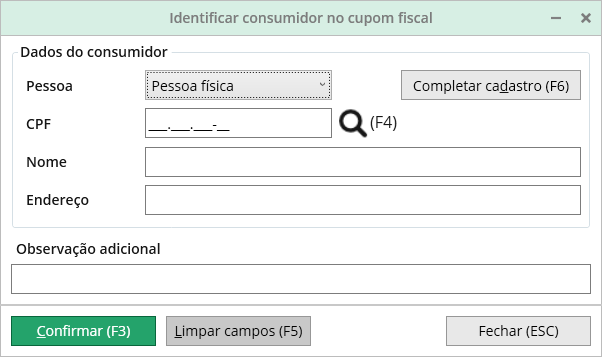 Identificar consumidor no cupom fiscal
Dados do consumidor
Pessoa Pessoa física Completar cadastro (F6)
CPF ___.___.___-__ (F4)
Nome
Endereço
Observação adicional
Confirmar (F3) Limpar campos (F5) Fechar (ESC)